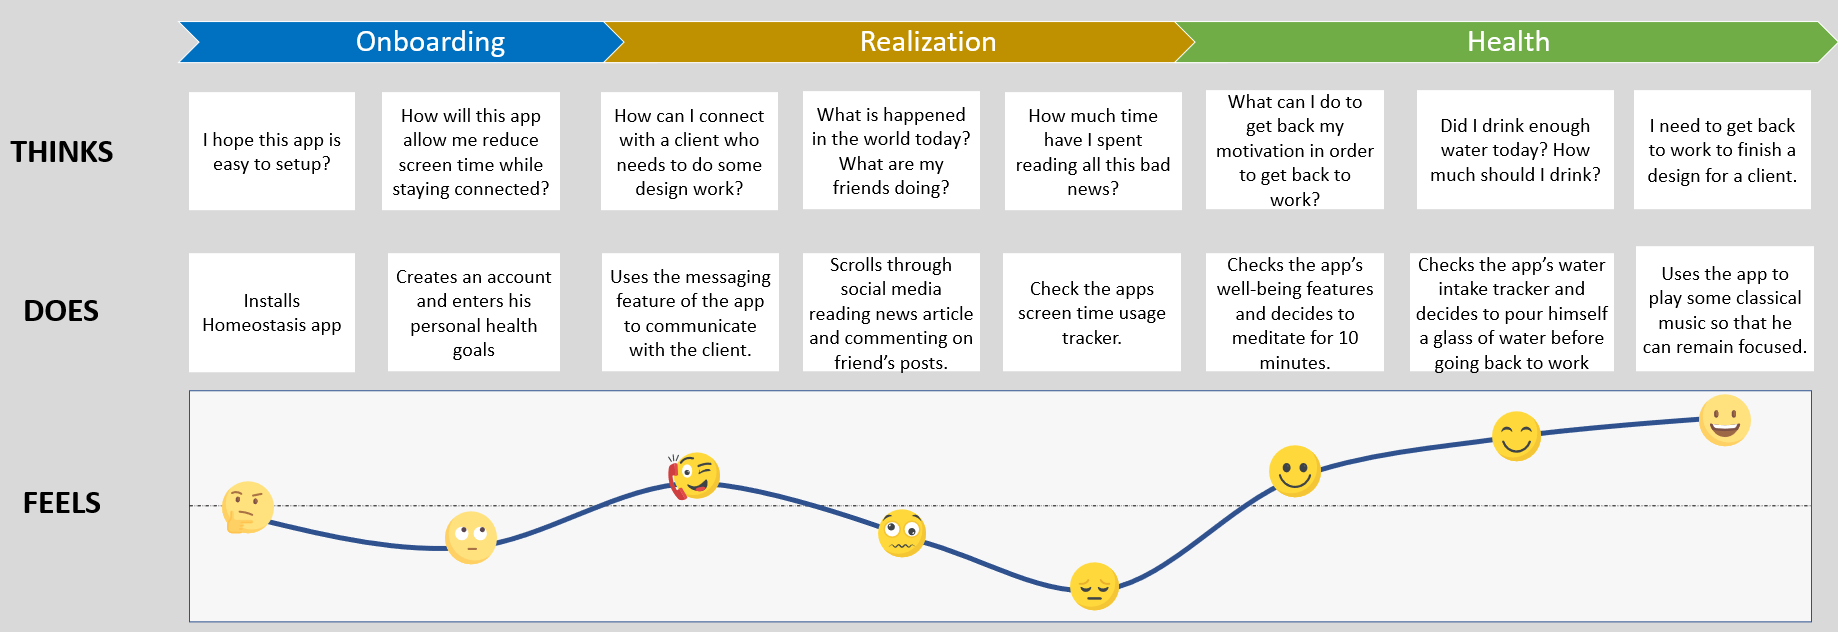 Onboarding
Realization
Health
THINKS
I hope this app is
easy to setup?
How will this app
allow me reduce
screen time while
staying connected?
How can I connect
with a client who
needs to do some
design work?
What is happened
in the world today?
What are my
friends doing?
How much time
have I spent
reading all this bad
news?
What can I do to
get back my
motivation in order
to get back to
work?
Did I drink enough
water today? How
much should I drink?
I need to get back
to work to finish a
design for a client.
DOES
Installs
Homeostasis app
Creates an account
and enters his
personal health
goals
Uses the messaging
feature of the app
to communicate
with the client.
Scrolls through
social media
reading news article
and commenting on
friend’s posts.
Check the apps
screen time usage
tracker.
Checks the app’s
well-being features
and decides to
meditate for 10
minutes.
Checks the app’s water
intake tracker and
decides to pour himself
a glass of water before
going back to work
Uses the app to
play some classical
music so that he
can remain focused.
FEELS